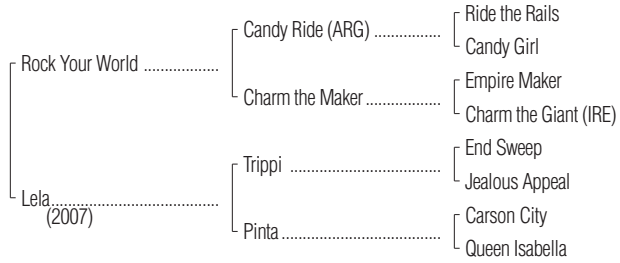 Ride the Rails
Candy Ride (ARG) ................
Candy Girl
Rock Your World ..................
Empire Maker
Charm the Maker ..................
Charm the Giant (IRE)
End Sweep
Trippi ....................................
Jealous Appeal
Lela........................................
(2007)
Carson City
Pinta ......................................
Queen Isabella